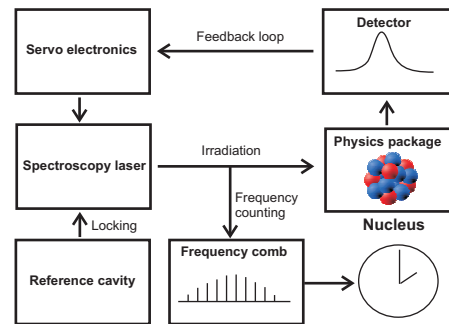 Servo electronics
Feedback loop
Detector
Spectroscopy laser
Irradiation
Physics package
Frequency
counting
Nucleus
Locking
Reference cavity
Frequency comb